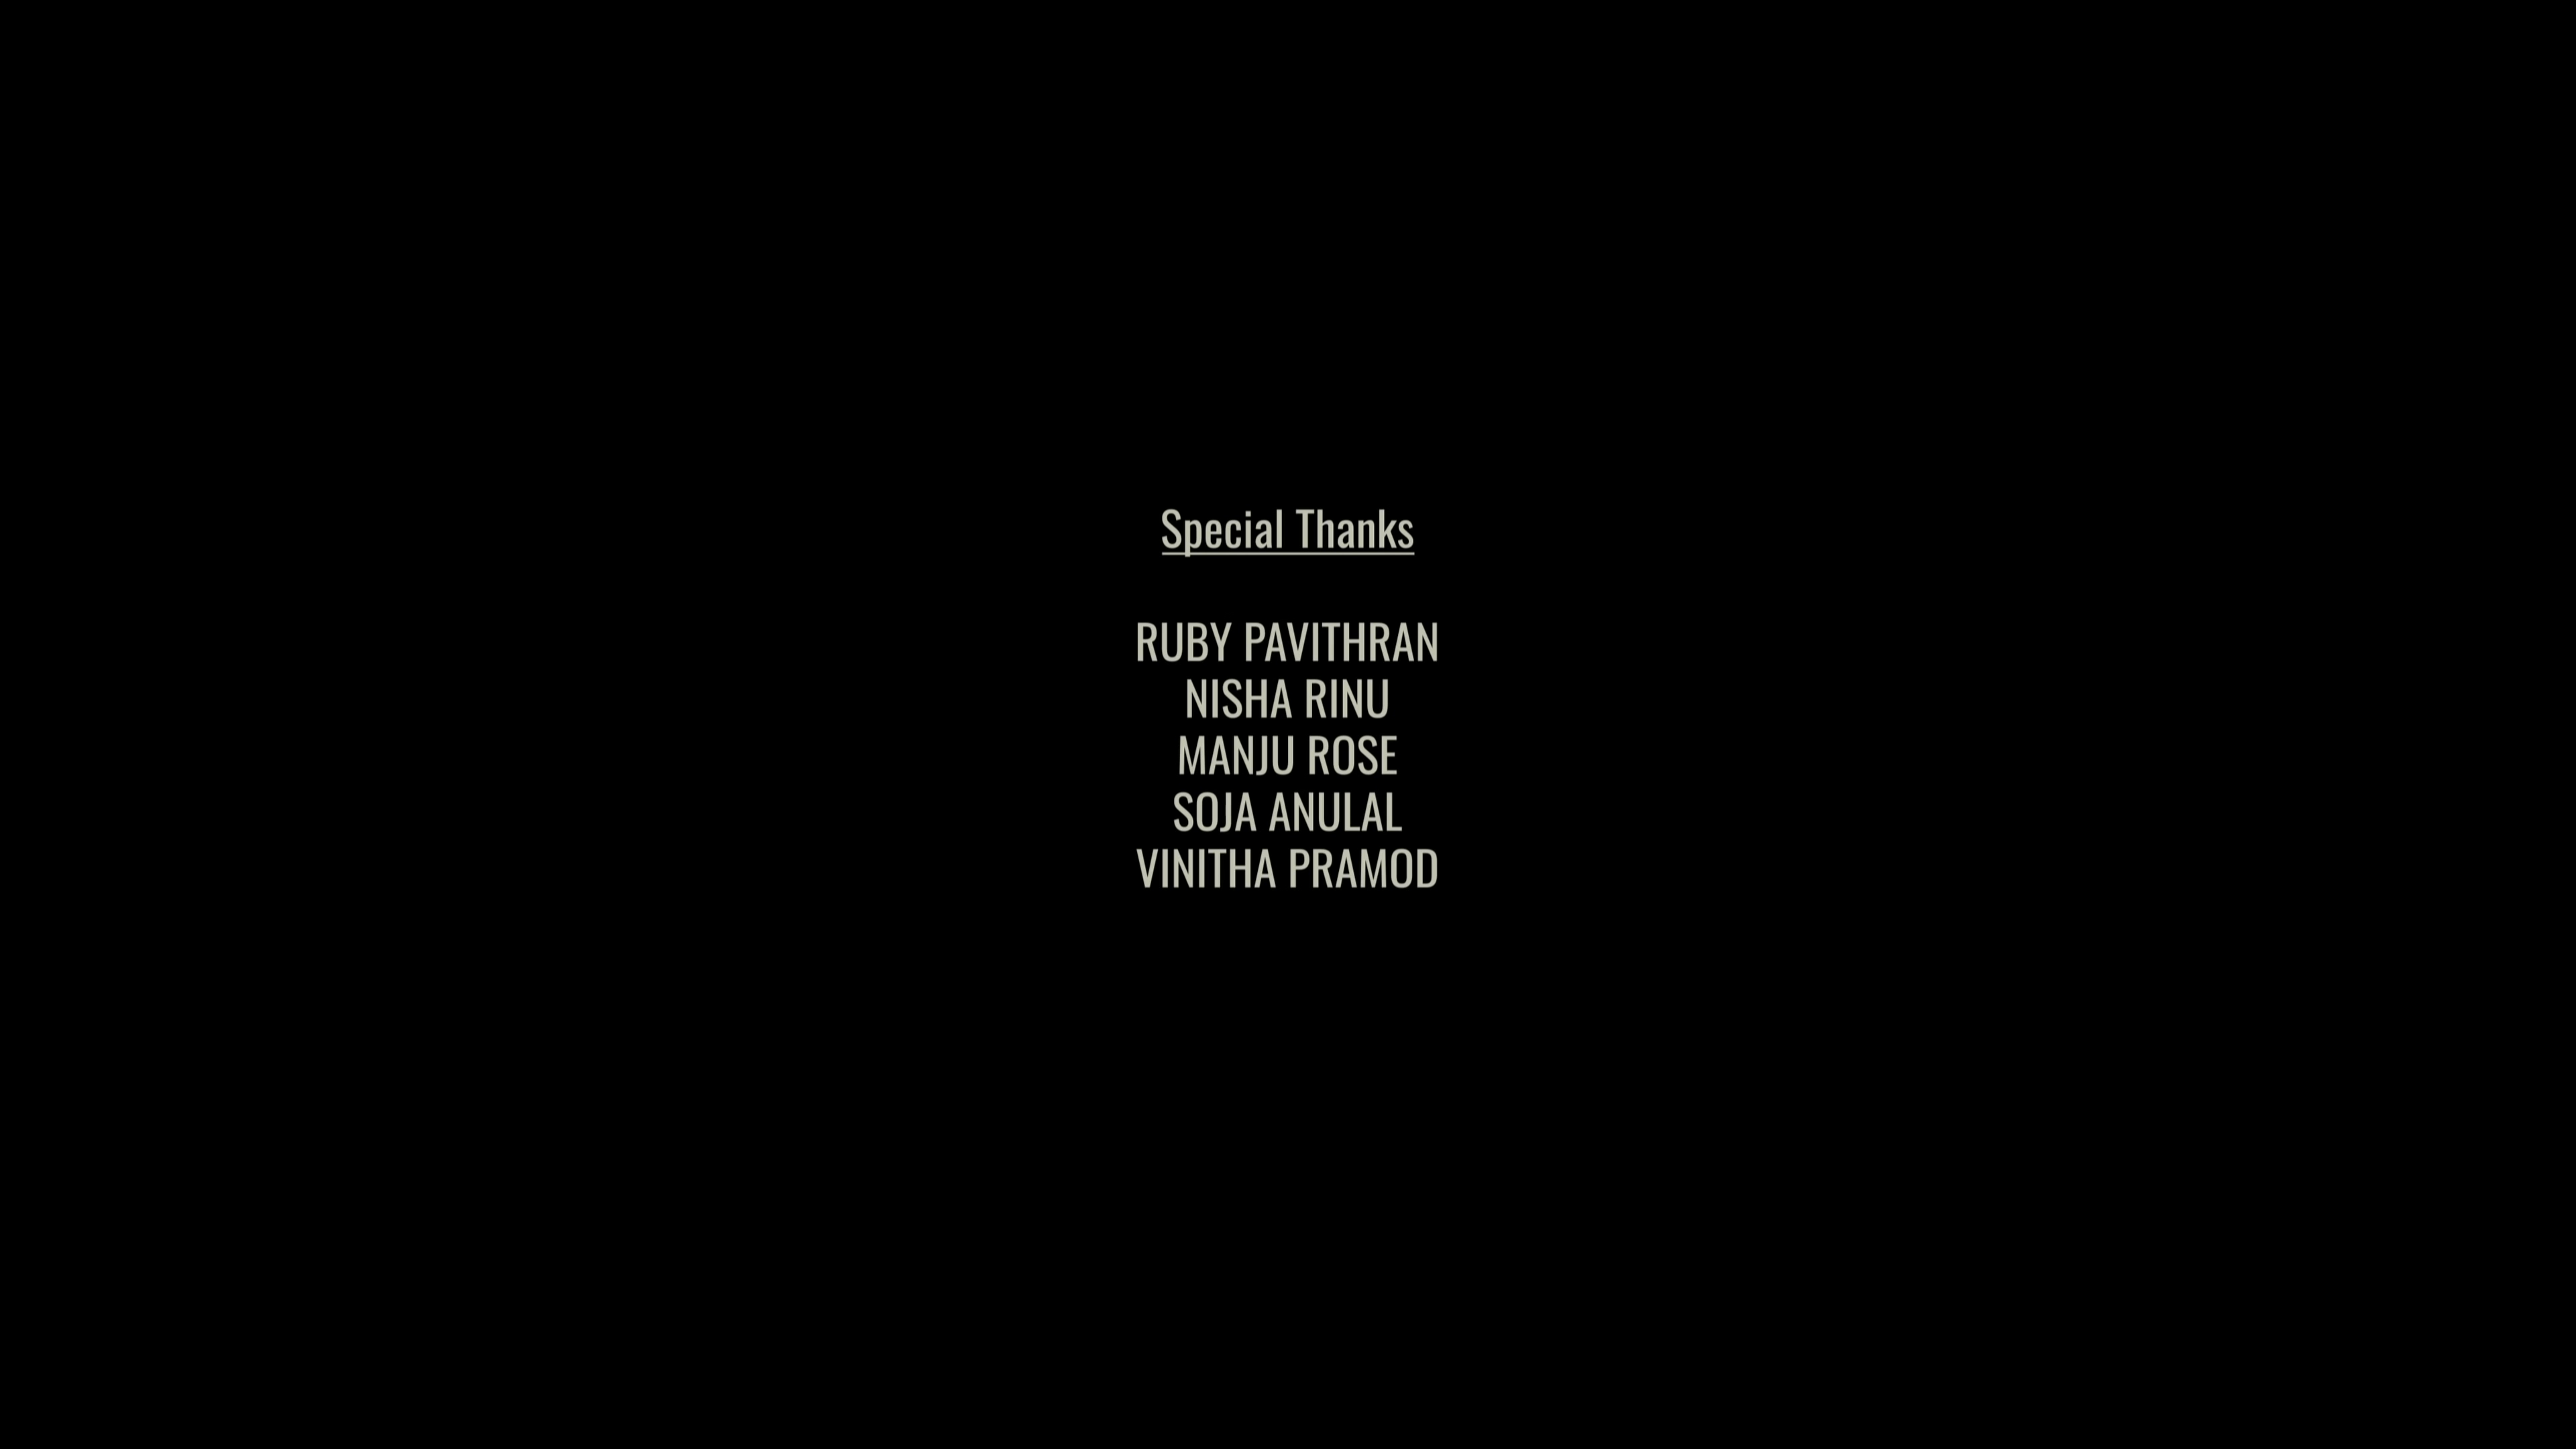 Special Thanks
RUBY PAVITHRAN
NISHA RINU
MANJU ROSE
SOJA ANULAL
VINITHA PRAMOD